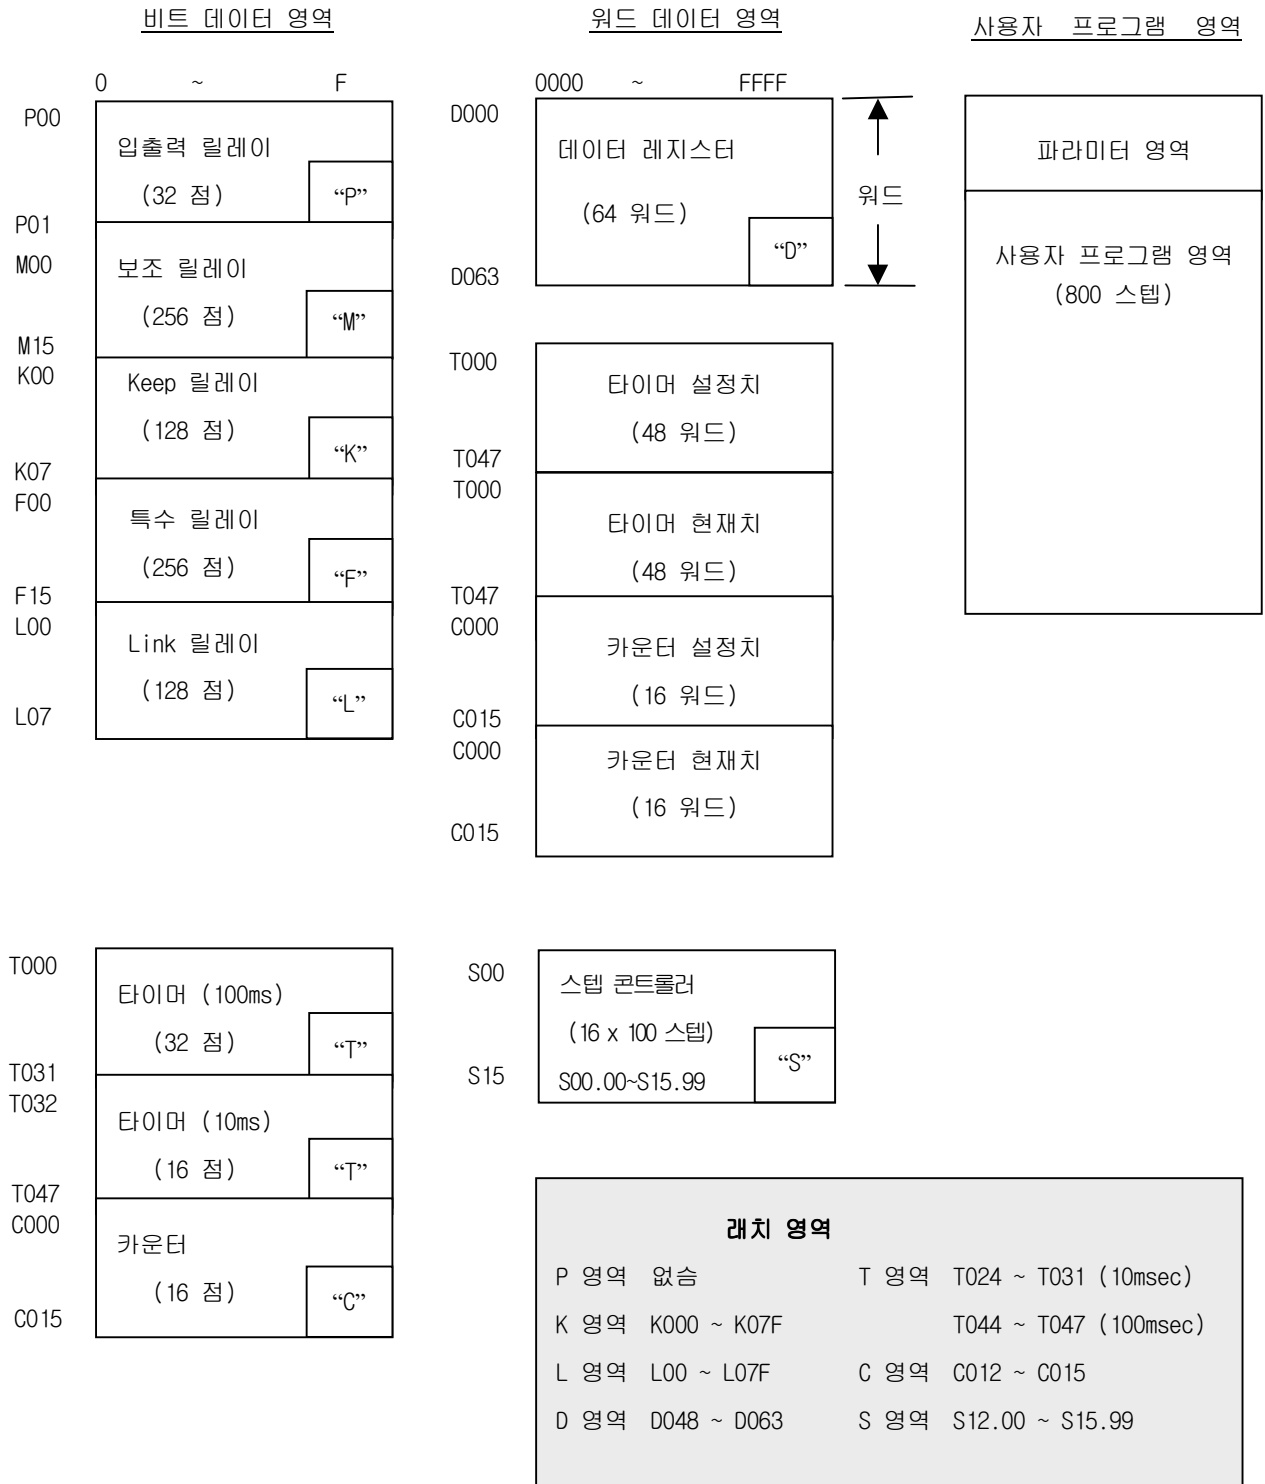 비트 데이터 영역
0 ~ F
P00
입출력 릴레이
(32 점)
“P”
P01
M00
보조 릴레이
(256 점)
“M”
M15
K00
Keep 릴레이
(128 점)
“K”
K07
F00
특수 릴레이
(256 점)
“F”
F15
L00
Link 릴레이
(128 점)
“L”
L07
워드 데이터 영역
0000 ~ FFFF
D000
데이터 레지스터
(64 워드)
“D”
D063
워드
T000
타이머 설정치
(48 워드)
T047
T000
타이머 현재치
(48 워드)
T047
C000
카운터 설정치
(16 워드)
C015
C000
카운터 현재치
(16 워드)
C015
사용자 프로그램 영역
파라미터 영역
사용자 프로그램 영역
(800 스텝)
T000
타이머 (100ms)
(32 점)
“T”
T031
T032
타이머 (10ms)
(16 점)
“T”
T047
C000
카운터
(16 점)
“C”
C015
S00
스텝 콘트롤러
(16 x 100 스텝)
“S”
S15
S00.00~S15.99
래치 영역
P 영역 없슴 T 영역 T024 ~ T031 (10msec)
K 영역 K000 ~ K07F T044 ~ T047 (100msec)
L 영역 L00 ~ L07F C 영역 C012 ~ C015
D 영역 D048 ~ D063 S 영역 S12.00 ~ S15.99